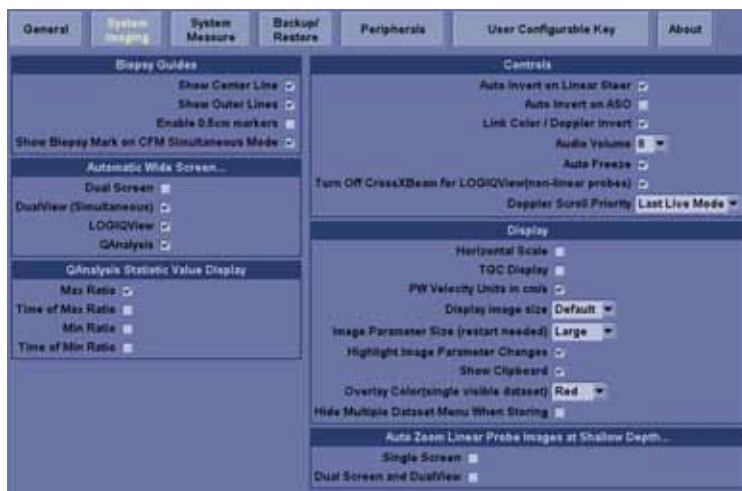 General
System Imaging
System Measure
Backup/ Restore
Peripherals
User Configurable Key
About
Biopsy Guides
Show Center Line
Show Outer Lines
Enable 0.5cm markers
Show Biopsy Mark on CFM Simultaneous Mode
Automatic Wide Screen...
Dual Screen
DualView (Simultaneous)
LOGIQView
QAnalysis
QAnalysis Statistic Value Display
Max Ratio
Time of Max Ratio
Min Ratio
Time of Min Ratio
Controls
Auto Invert on Linear Steer
Auto Invert on ASO
Link Color / Doppler Invert
Audio Volume 8
Auto Freeze
Turn Off CrossXBeam for LOGIQView(non-linear probes)
Doppler Scroll Priority Last Live Mode
Display
Horizontal Scale
TGC Display
PW Velocity Units in cm/s
Display image size Default
Image Parameter Size (restart needed) Large
Highlight Image Parameter Changes
Show Clipboard
Overlay Color(single visible dataset) Red
Hide Multiple Dataset Menu When Storing
Auto Zoom Linear Probe Images at Shallow Depth...
Single Screen
Dual Screen and DualView